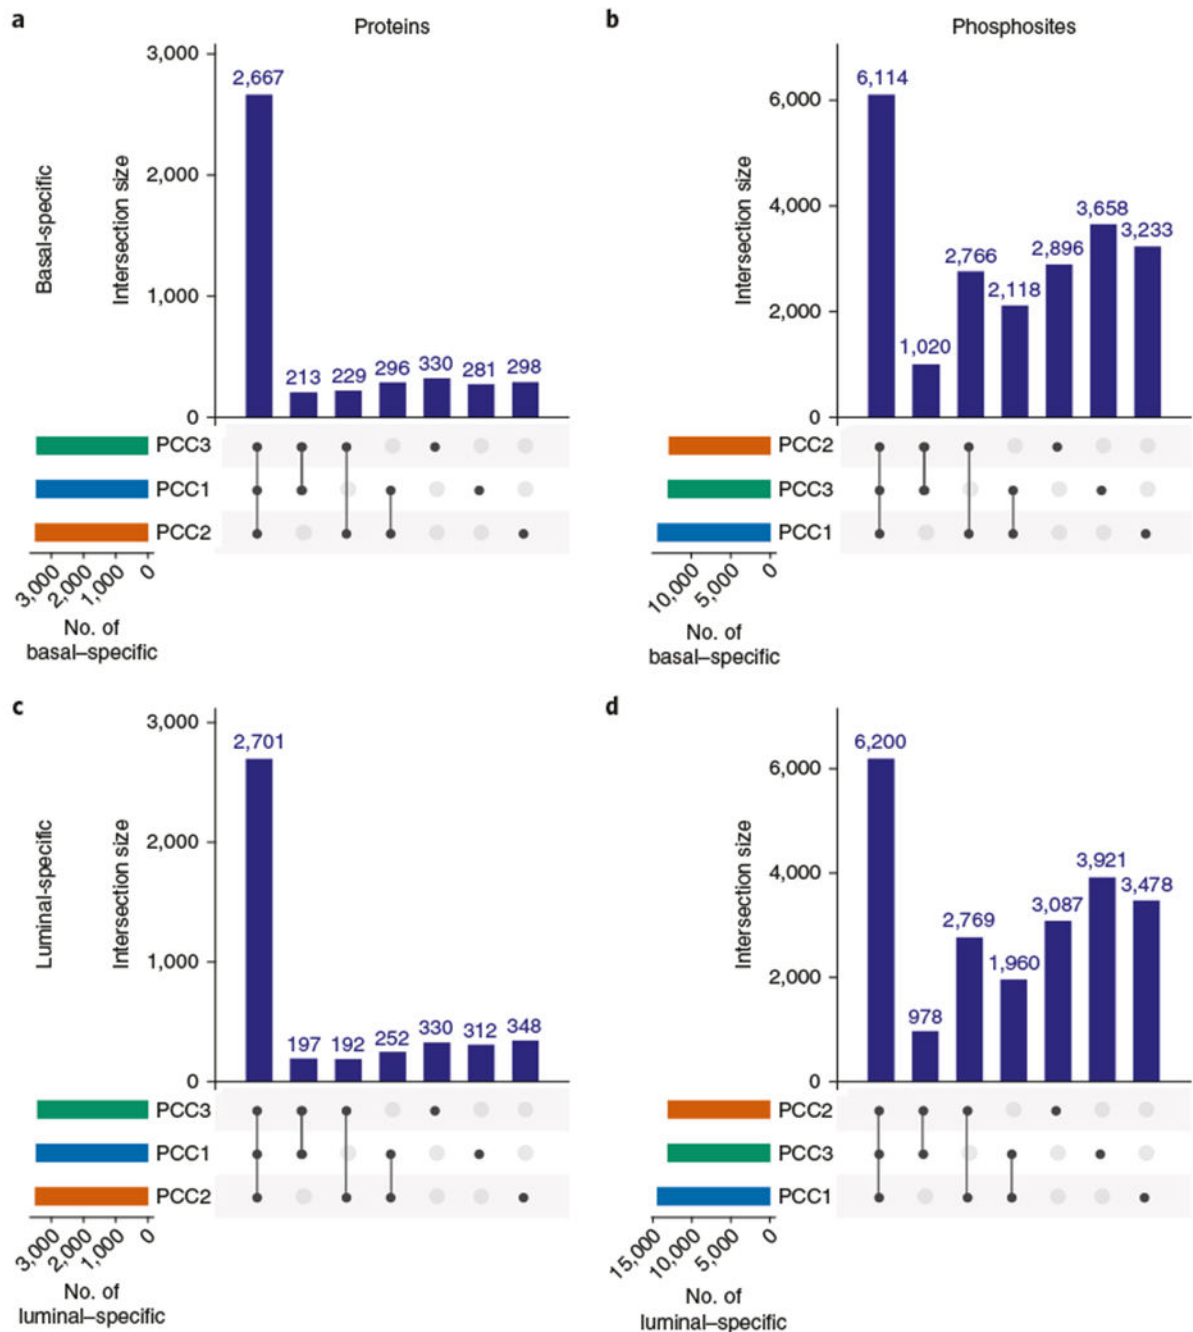 a
Proteins
3,000
2,667
2,000
1,000
0
Basal-specific
Intersection size
213
229
296
330
281
298
PCC3
PCC1
PCC2
3,000
2,000
1,000
0
No. of
basal–specific
b
Phosphosites
6,114
6,000
4,000
2,000
0
Intersection size
1,020
2,766
2,118
2,896
3,658
3,233
PCC2
PCC3
PCC1
10,000
5,000
0
No. of
basal–specific
c
3,000
2,701
2,000
1,000
0
Luminal-specific
Intersection size
197
192
252
330
312
348
PCC3
PCC1
PCC2
3,000
2,000
1,000
0
No. of
luminal–specific
d
6,200
6,000
4,000
2,000
0
Intersection size
978
2,769
1,960
3,087
3,921
3,478
PCC2
PCC3
PCC1
15,000
10,000
5,000
0
No. of
luminal–specific